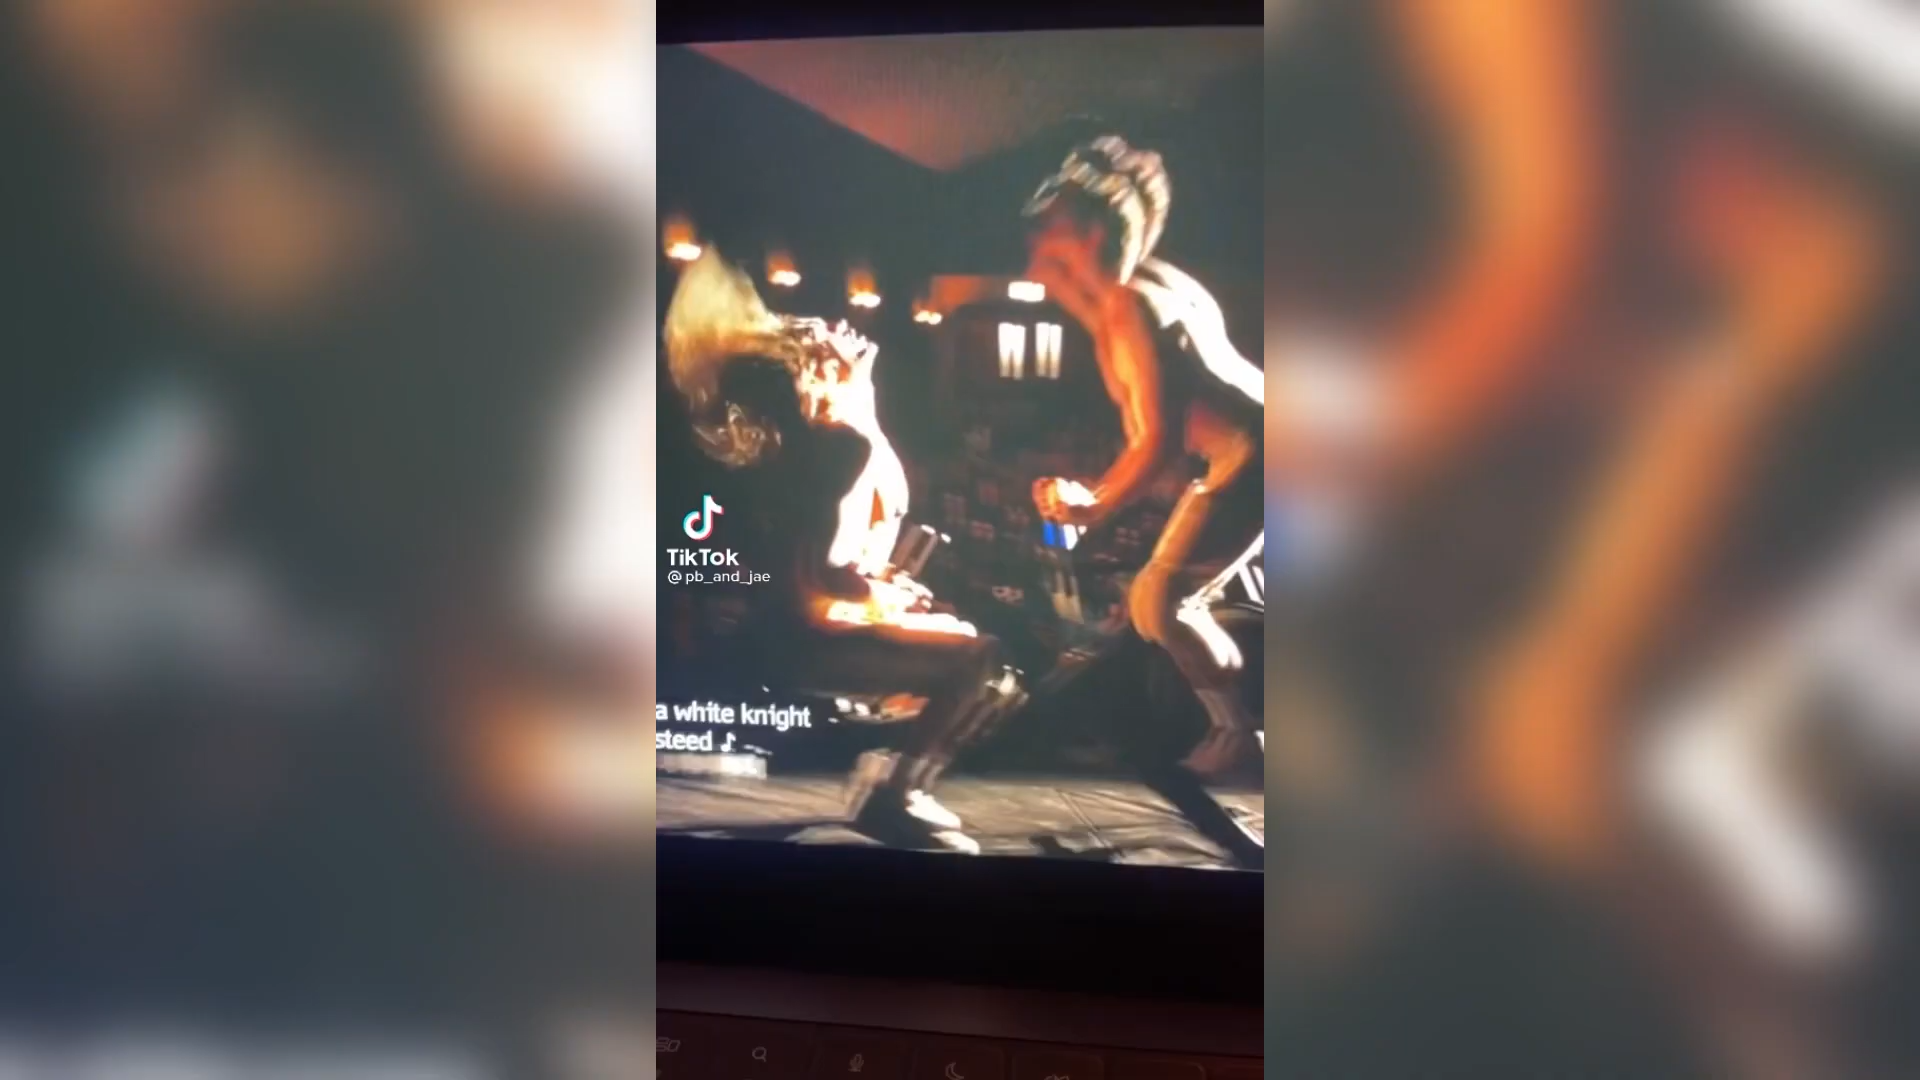 TikTok
@pb_and_jae
a white knight
steed ♪